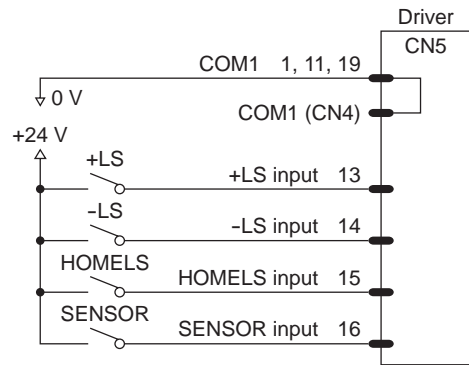 Driver
CN5
COM1 1, 11, 19
0 V
COM1 (CN4)
+24 V
+LS
+LS input 13
-LS
-LS input 14
HOMELS
HOMELS input 15
SENSOR
SENSOR input 16